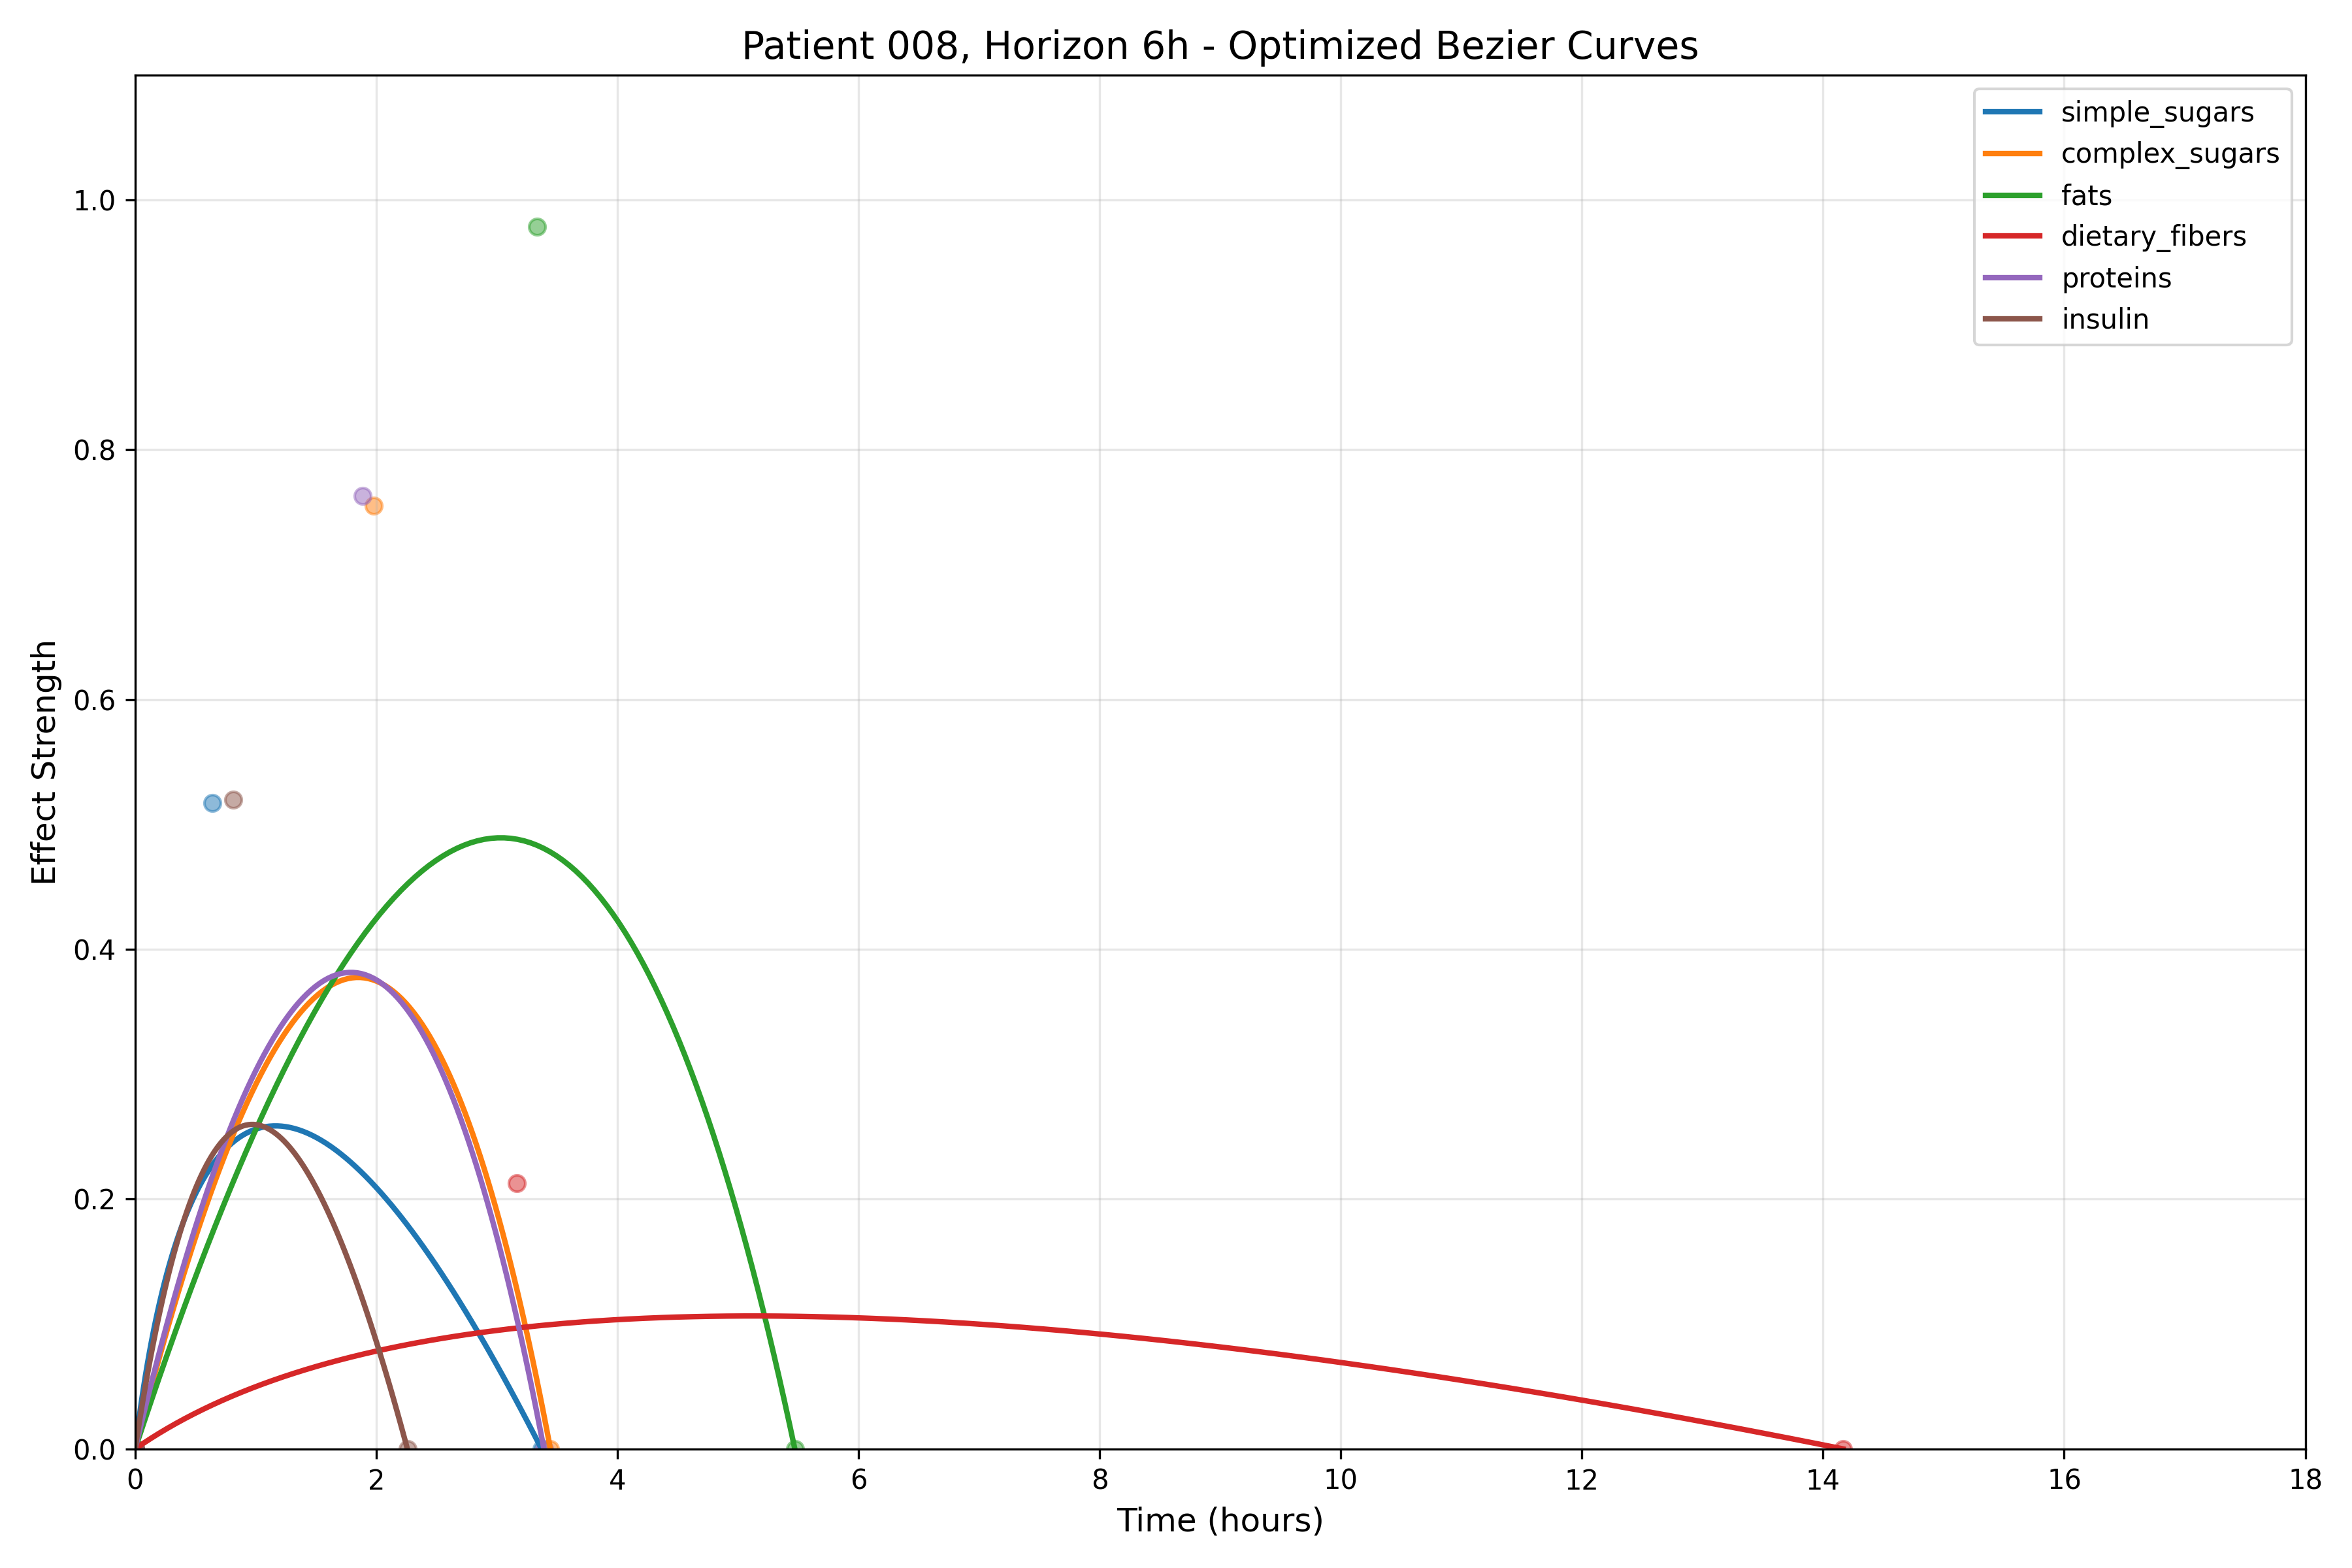 Patient 008, Horizon 6h - Optimized Bezier Curves
simple_sugars
complex_sugars
fats
dietary_fibers
proteins
insulin
Effect Strength
1.0
0.8
0.6
0.4
0.2
0.0
0 2 4 6 8 10 12 14 16 18
Time (hours)